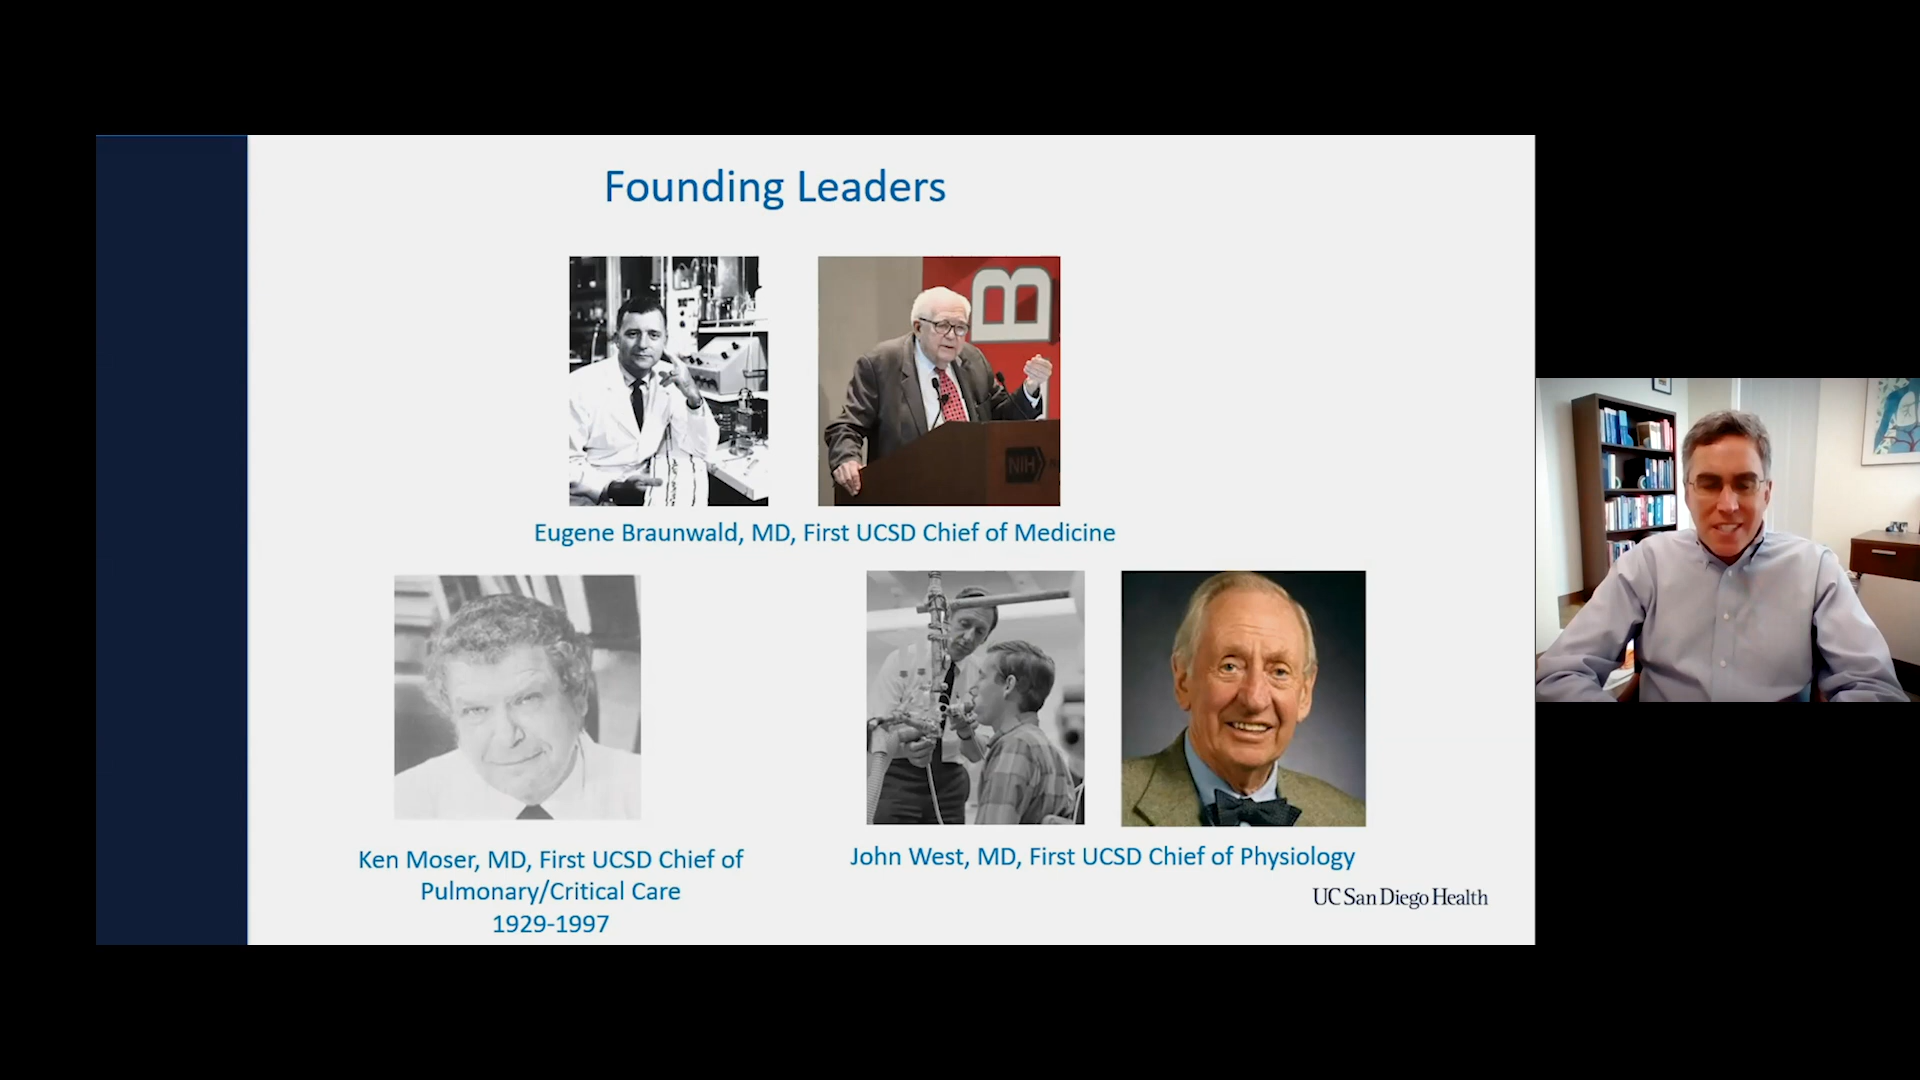 Founding Leaders
B
NIH
Eugene Braunwald, MD, First UCSD Chief of Medicine
Ken Moser, MD, First UCSD Chief of
Pulmonary/Critical Care
1929-1997
John West, MD, First UCSD Chief of Physiology
UC San Diego Health